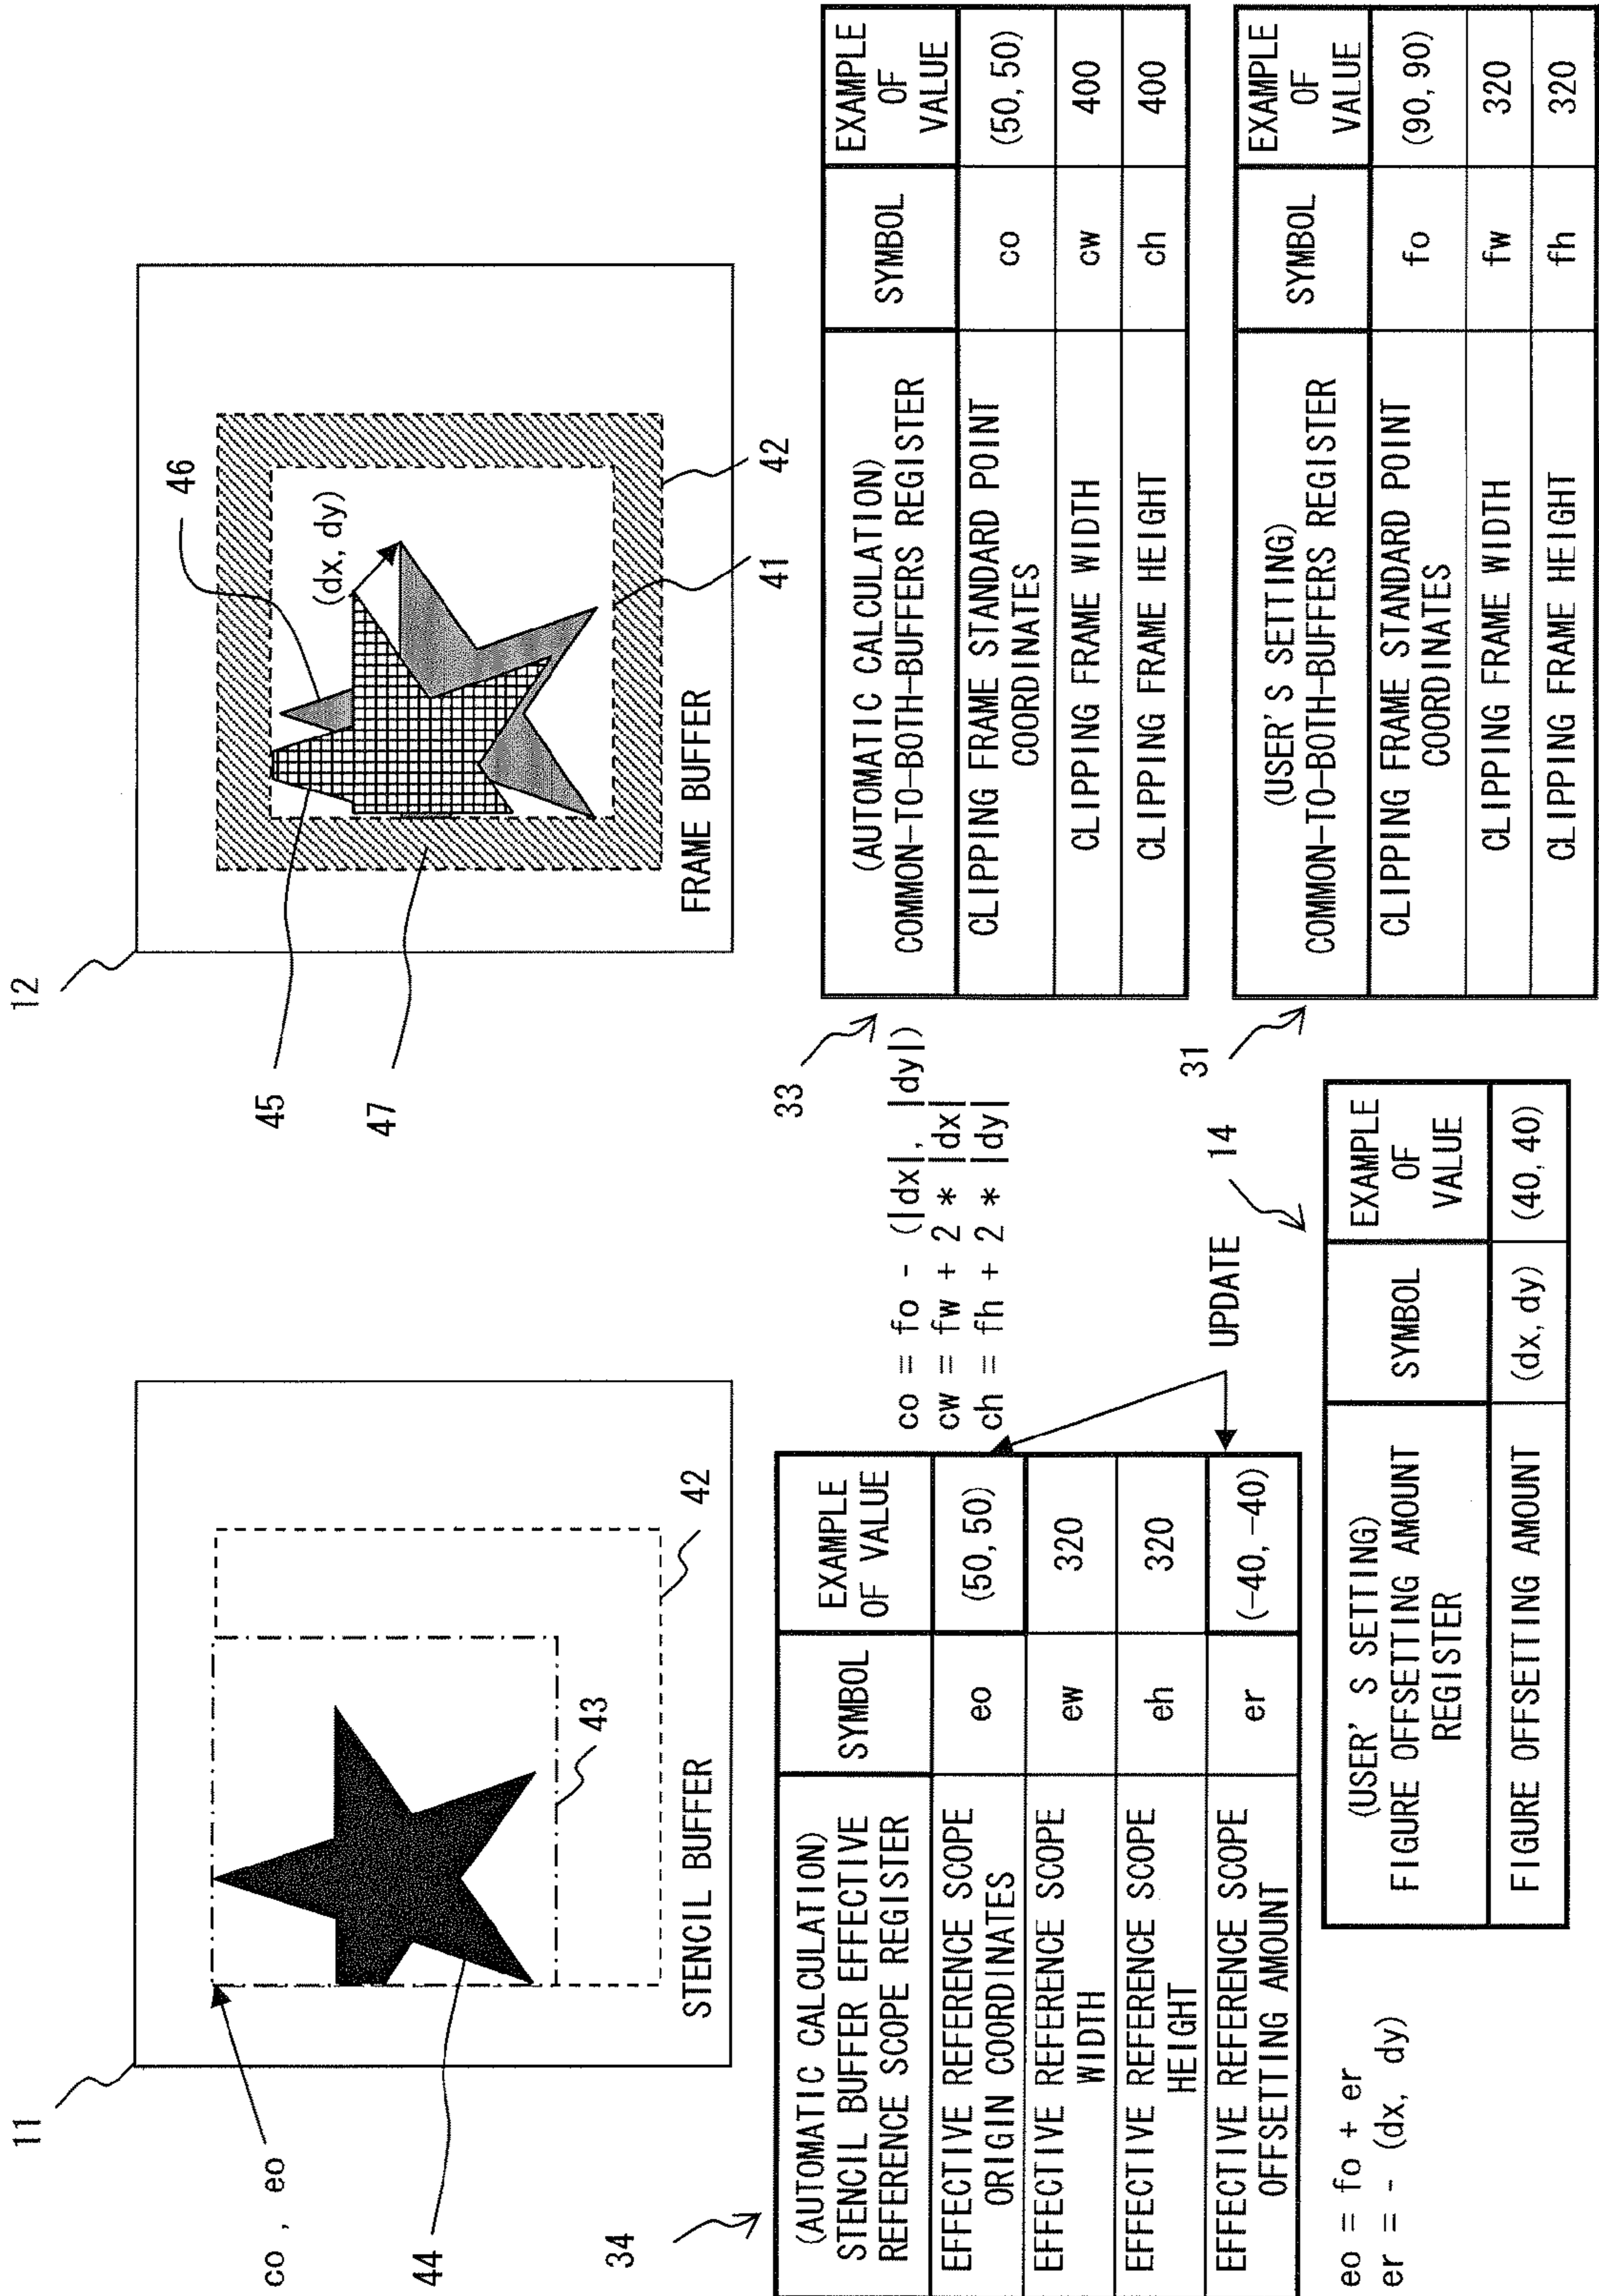 11
co , eo
44
43
42
STENCIL BUFFER
12
45
47
46
(dx, dy)
41
42
FRAME BUFFER
34
(AUTOMATIC CALCULATION)
STENCIL BUFFER EFFECTIVE
REFERENCE SCOPE REGISTER
SYMBOL
EXAMPLE
OF VALUE
EFFECTIVE REFERENCE SCOPE
ORIGIN COORDINATES
eo
(50, 50)
EFFECTIVE REFERENCE SCOPE
WIDTH
ew
320
EFFECTIVE REFERENCE SCOPE
HEIGHT
eh
320
EFFECTIVE REFERENCE SCOPE
OFFSETTING AMOUNT
er
(-40, -40)
eo = fo + er
er = - (dx, dy)
UPDATE
co = fo - (|dx|, |dy|)
cw = fw + 2 * |dx|
ch = fh + 2 * |dy|
33
(AUTOMATIC CALCULATION)
COMMON-TO-BOTH-BUFFERS REGISTER
SYMBOL
EXAMPLE
OF
VALUE
CLIPPING FRAME STANDARD POINT
COORDINATES
co
(50, 50)
CLIPPING FRAME WIDTH
cw
400
CLIPPING FRAME HEIGHT
ch
400
14
(USER' S SETTING)
FIGURE OFFSETTING AMOUNT
REGISTER
SYMBOL
EXAMPLE
OF
VALUE
FIGURE OFFSETTING AMOUNT
(dx, dy)
(40, 40)
31
(USER' S SETTING)
COMMON-TO-BOTH-BUFFERS REGISTER
SYMBOL
EXAMPLE
OF
VALUE
CLIPPING FRAME STANDARD POINT
COORDINATES
fo
(90, 90)
CLIPPING FRAME WIDTH
fw
320
CLIPPING FRAME HEIGHT
fh
320